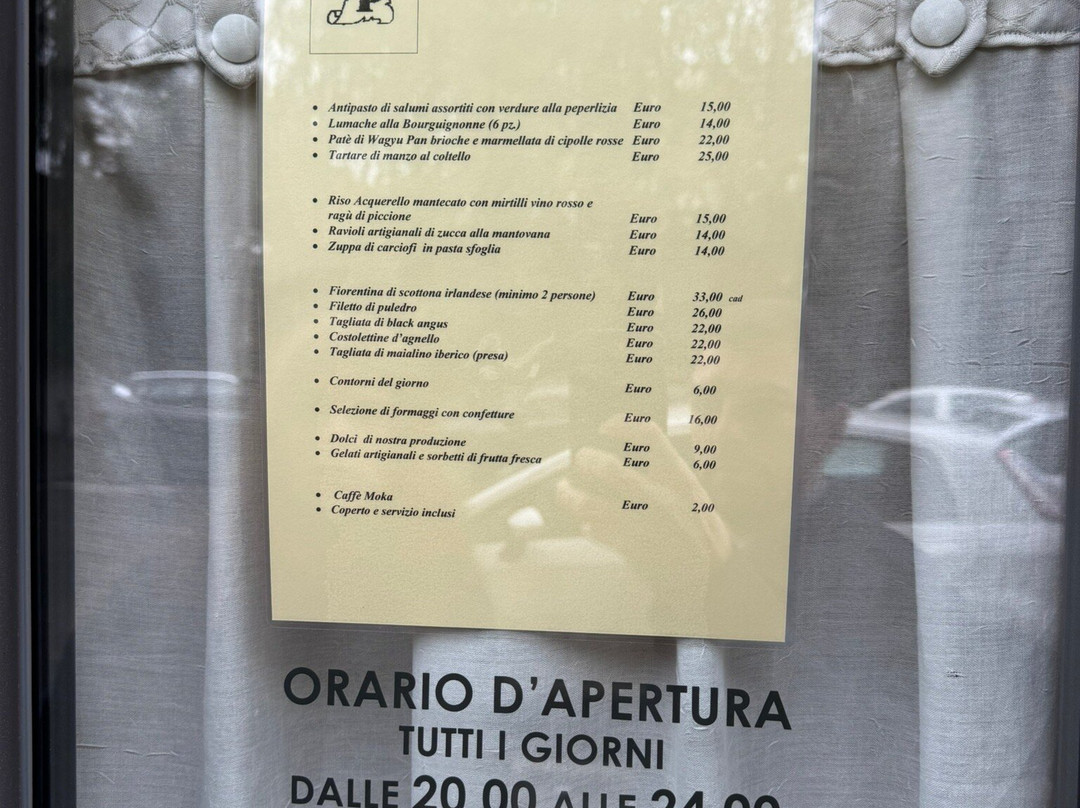 P
• Antipasto di salumi assortiti con verdure alla peperlizia Euro 15,00
• Lumache alla Bourguignonne (6 pz.) Euro 14,00
• Patè di Wagyu Pan brioche e marmellata di cipolle rosse Euro 22,00
• Tartare di manzo al coltello Euro 25,00
• Riso Acquerello mantecato con mirtilli vino rosso e
ragù di piccione Euro 15,00
• Ravioli artigianali di zucca alla mantovana Euro 14,00
• Zuppa di carciofi in pasta sfoglia Euro 14,00
• Fiorentina di scottona irlandese (minimo 2 persone) Euro 33,00 cad
• Filetto di puledro Euro 26,00
• Tagliata di black angus Euro 22,00
• Costolettine d'agnello Euro 22,00
• Tagliata di maialino iberico (presa) Euro 22,00
• Contorni del giorno Euro 6,00
• Selezione di formaggi con confetture Euro 16,00
• Dolci di nostra produzione Euro 9,00
• Gelati artigianali e sorbetti di frutta fresca Euro 6,00
• Caffè Moka Euro 2,00
• Coperto e servizio inclusi
ORARIO D'APERTURA
TUTTI I GIORNI
DALLE 20.00 ALLE 24.00